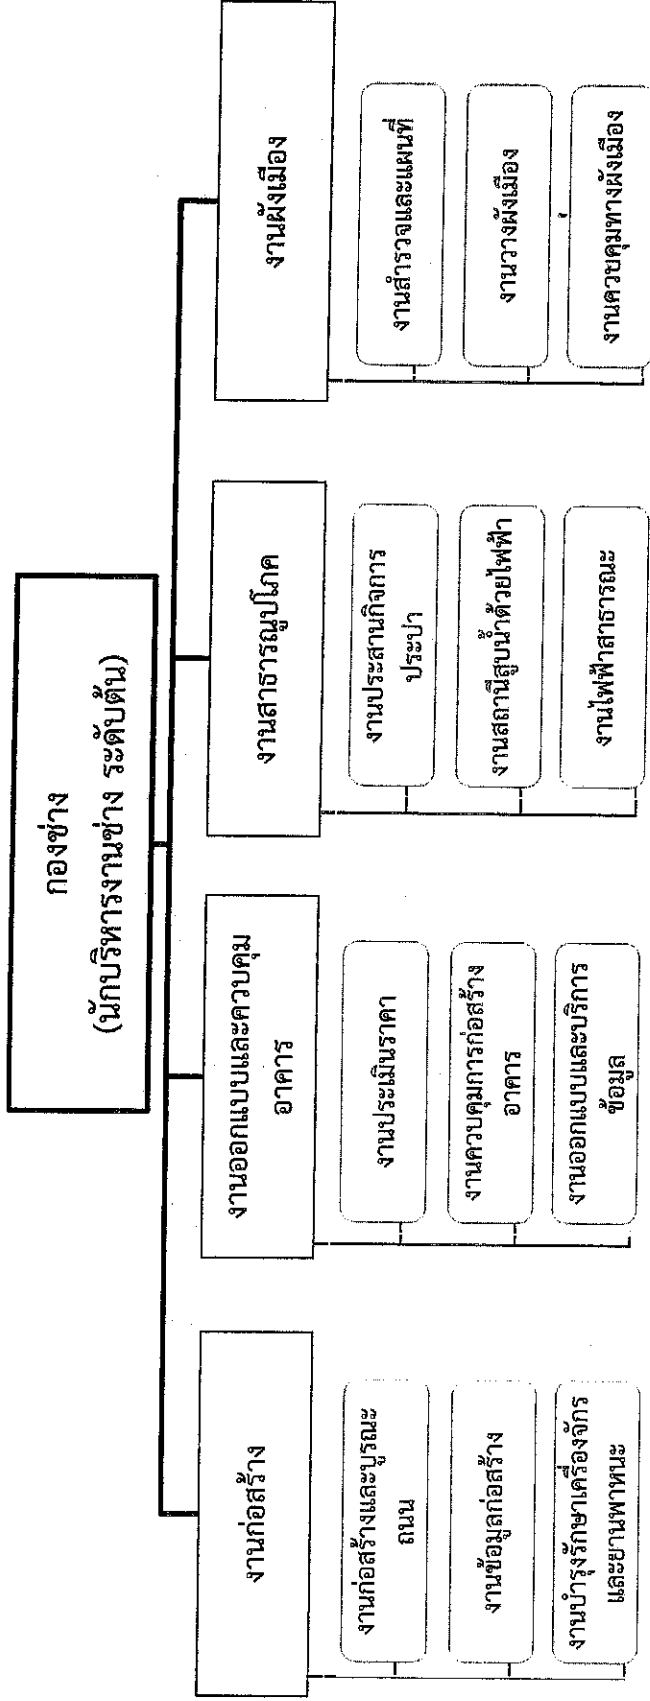 กองช่าง
(นักบริหารงานช่าง ระดับต้น)
งานก่อสร้าง
งานก่อสร้างและบูรณะ
ถนน
งานข้อมูลก่อสร้าง
งานบำรุงรักษาเครื่องจักร
และยานพาหนะ
งานออกแบบและควบคุม
อาคาร
งานประเมินราคา
งานควบคุมการก่อสร้าง
อาคาร
งานออกแบบและบริการ
ข้อมูล
งานสาธารณูปโภค
งานประสานกิจการ
ประปา
งานสถานีสูบน้ำด้วยไฟฟ้า
งานไฟฟ้าสาธารณะ
งานผังเมือง
งานสำรวจและแผนที่
งานวางผังเมือง
งานควบคุมทางผังเมือง